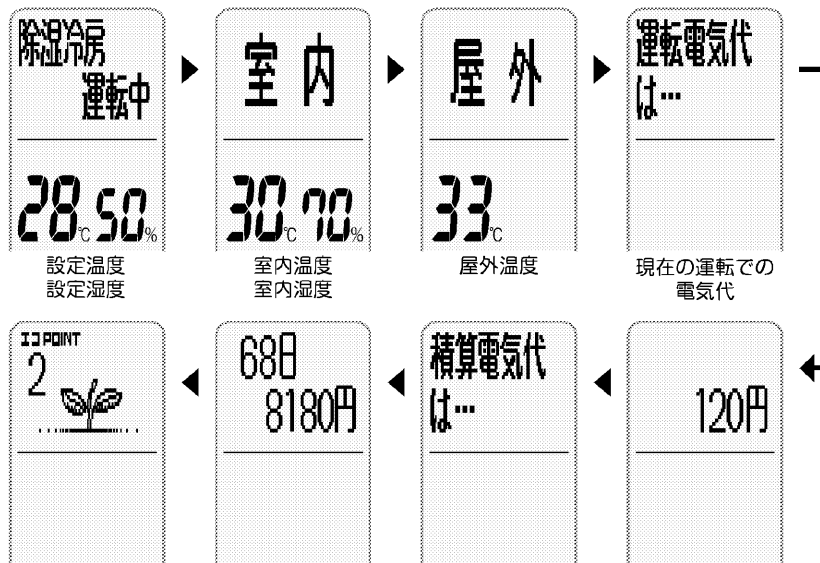 除湿冷房
運転中
28℃ 50%
設定温度
設定湿度
室内
30℃ 70%
室内温度
室内湿度
屋外
33℃
屋外温度
運転電気代
は…
現在の運転での
電気代
120円
積算電気代
は…
68日
8180円
エコPOINT
2